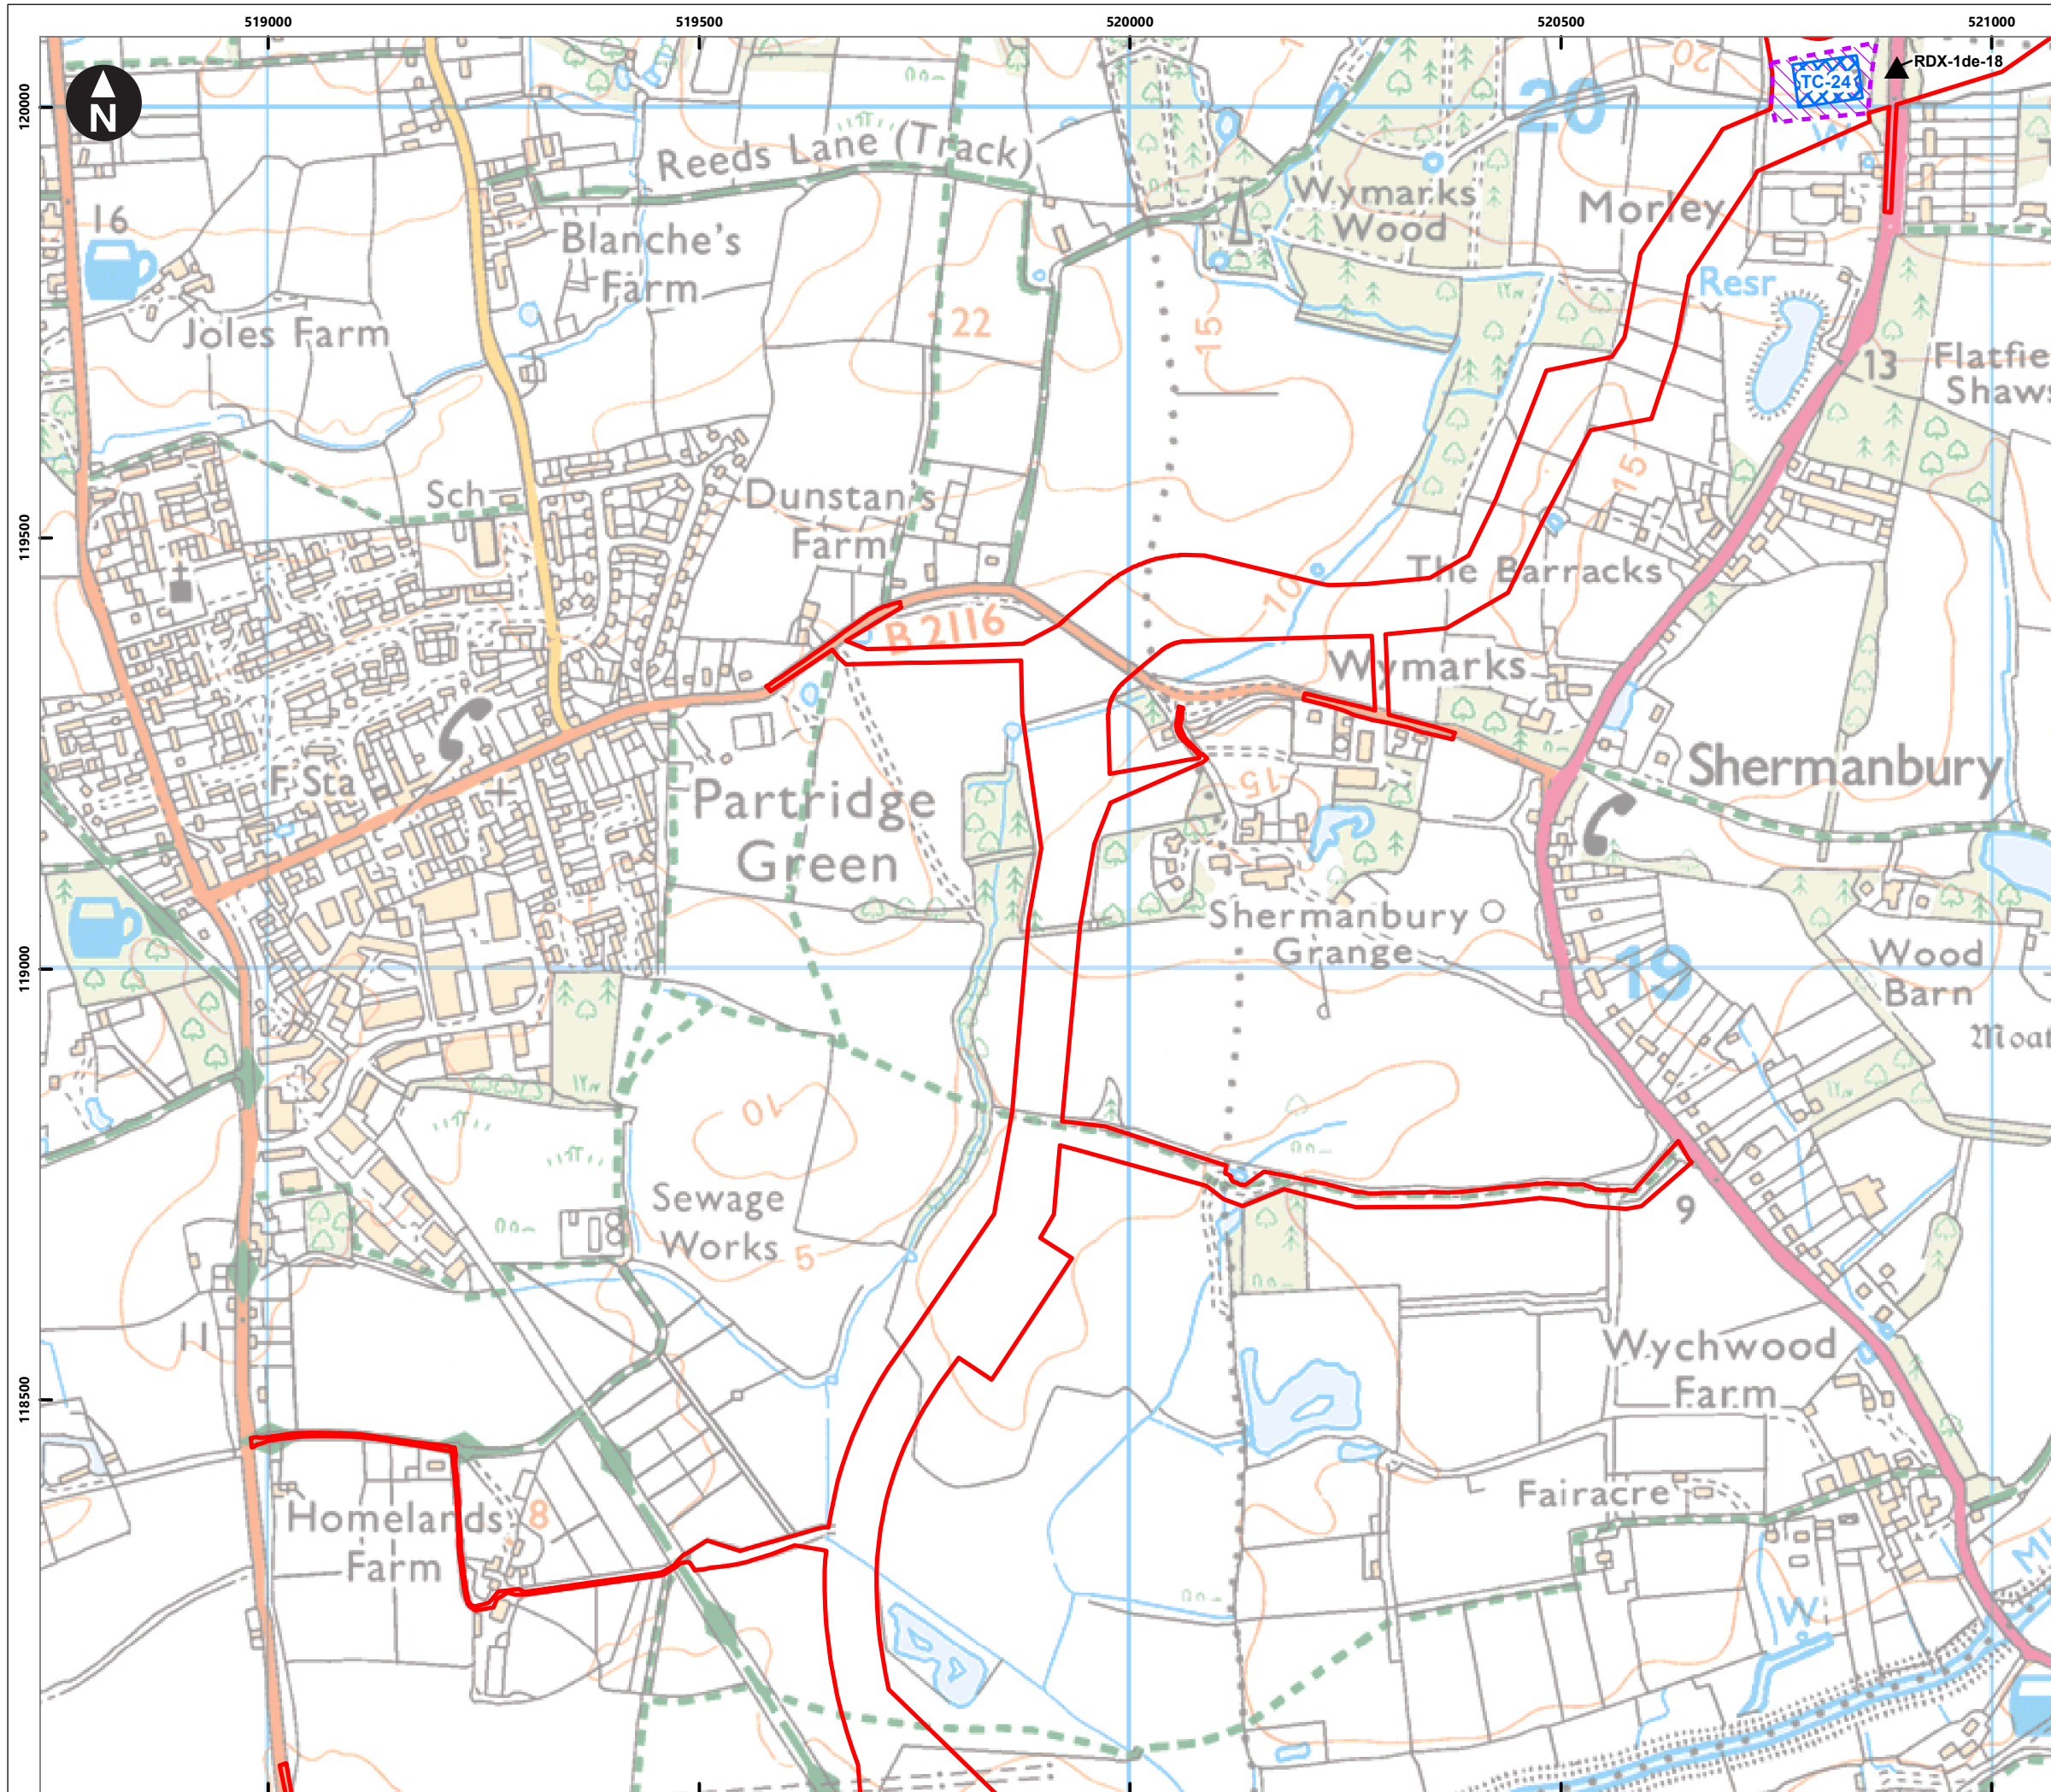 519000
519500
520000
520500
521000
120000
119500
119000
118500
N
RDX-1de-18
TC-24
20
20
Reeds Lane (Track)
Wymarks
Wood
Morley
W
16
Blanche's
Farm
Joles Farm
22
15
Resr
13
Flatfie
Shaws
Sch
Dunstan's
Farm
15
The Barracks
10
B 2116
Wymarks
F Sta
Partridge
Green
15
Shermanbury
Shermanbury
Grange
19
Wood
Barn
Moat
10
Sewage
Works
5
9
11
Wychwood
Farm
Homelands
Farm
8
Fairacre
W